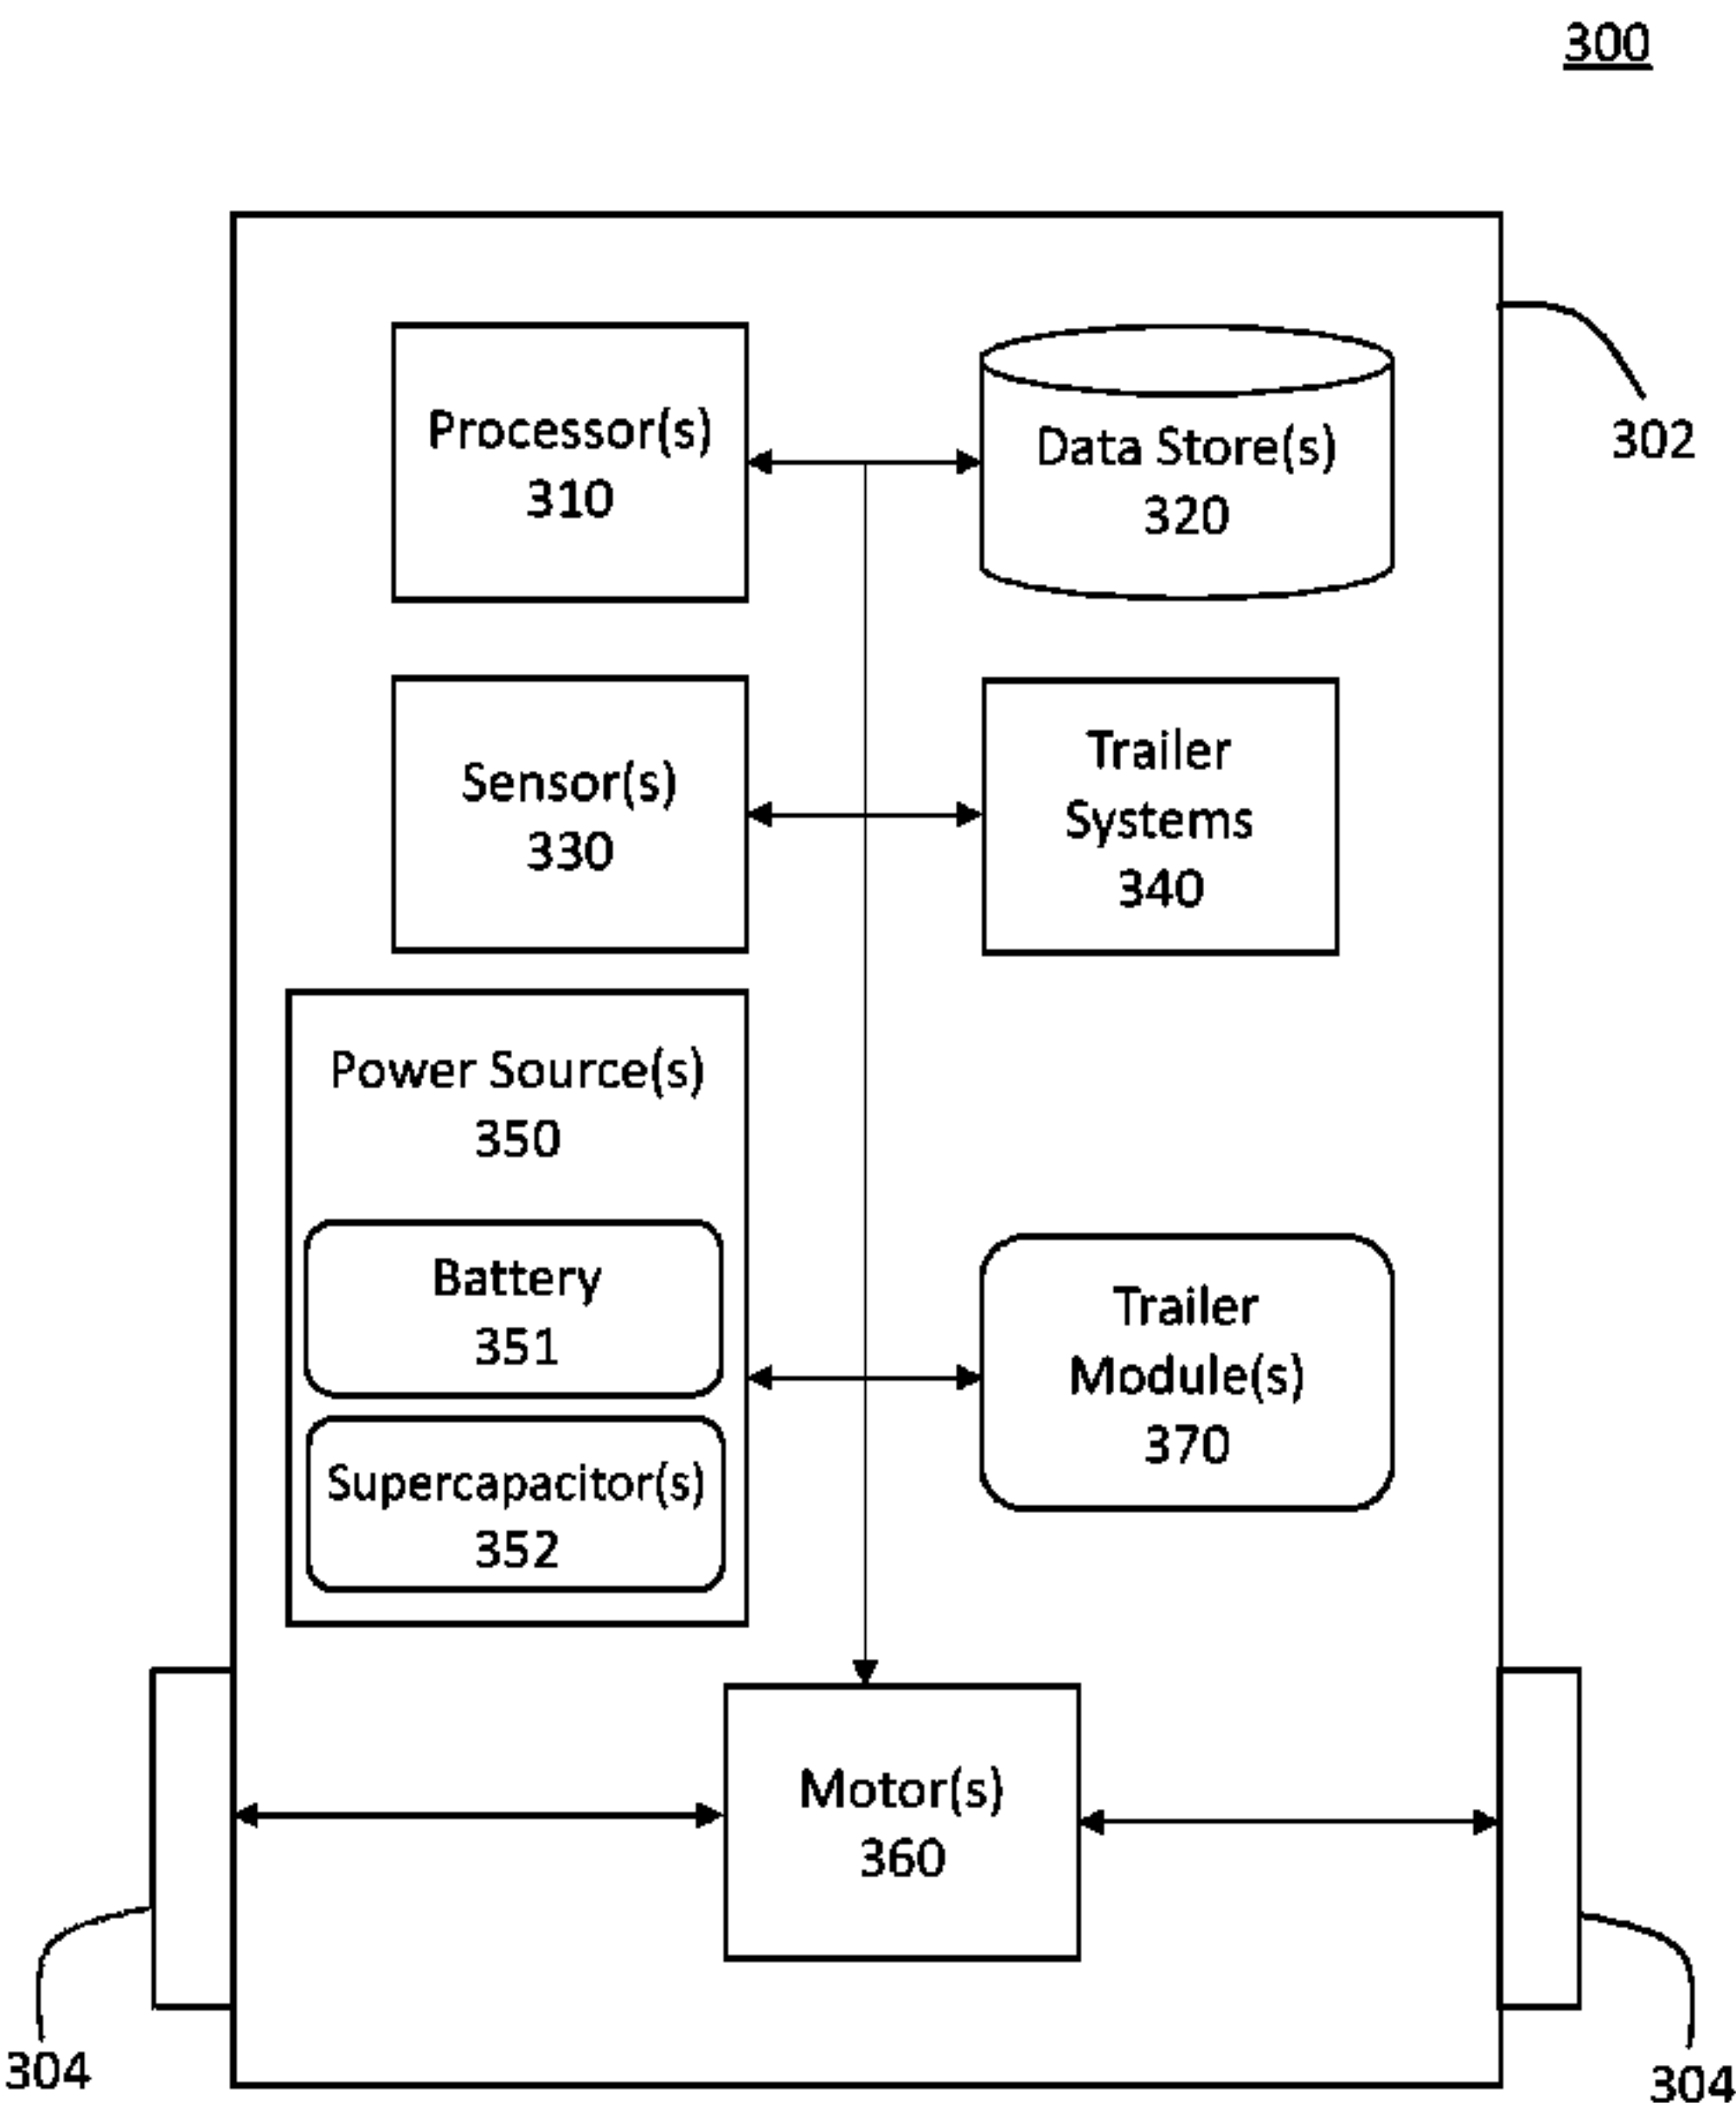 300
Processor(s)
310
Data Store(s)
320
302
Sensor(s)
330
Trailer
Systems
340
Power Source(s)
350
Battery
351
Supercapacitor(s)
352
Trailer
Module(s)
370
Motor(s)
360
304
304